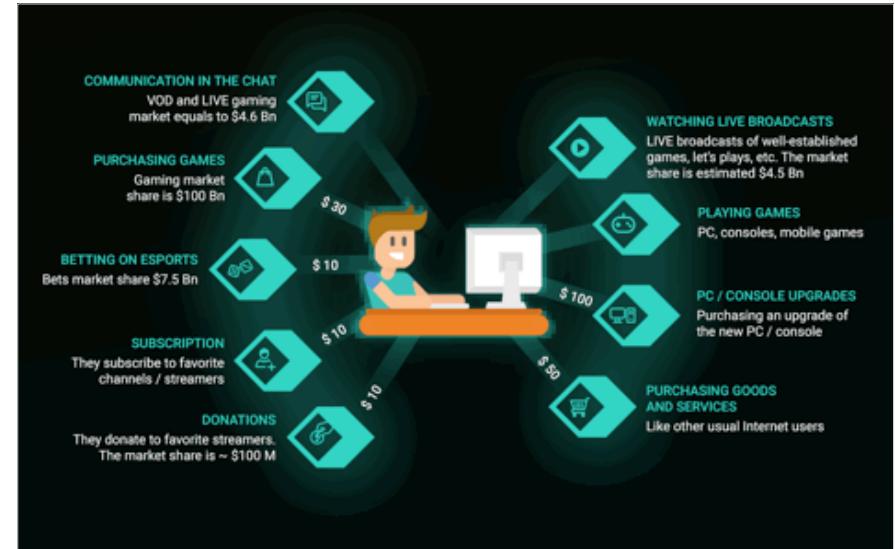 COMMUNICATION IN THE CHAT
VOD and LIVE gaming
market equals to $4.6 Bn
PURCHASING GAMES
Gaming market
share is $100 Bn
$ 30
BETTING ON ESPORTS
Bets market share $7.5 Bn
$ 10
SUBSCRIPTION
They subscribe to favorite
channels / streamers
$ 10
DONATIONS
They donate to favorite streamers.
The market share is ~ $100 M
$ 10
WATCHING LIVE BROADCASTS
LIVE broadcasts of well-established
games, let's plays, etc. The market
share is estimated $4.5 Bn
PLAYING GAMES
PC, consoles, mobile games
$ 100
PC / CONSOLE UPGRADES
Purchasing an upgrade of
the new PC / console
$ 50
PURCHASING GOODS
AND SERVICES
Like other usual Internet users